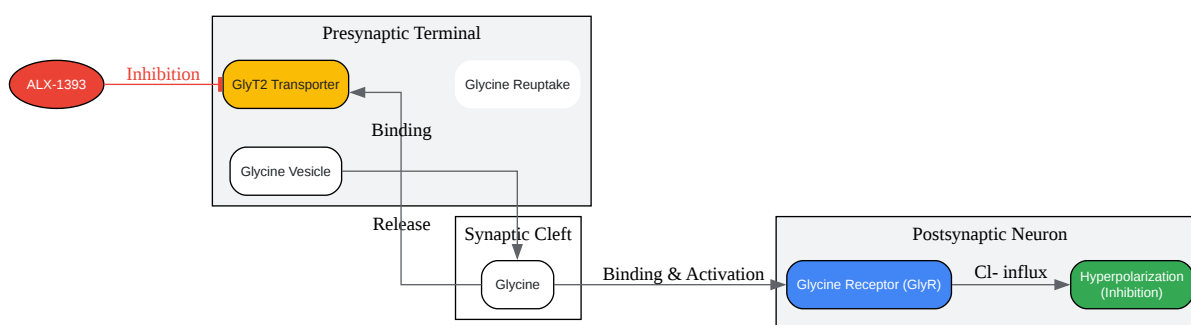 Presynaptic Terminal
ALX-1393
Inhibition
GlyT2 Transporter
Glycine Reuptake
Binding
Glycine Vesicle
Release
Synaptic Cleft
Glycine
Binding & Activation
Postsynaptic Neuron
Glycine Receptor (GlyR)
Cl- influx
Hyperpolarization
(Inhibition)